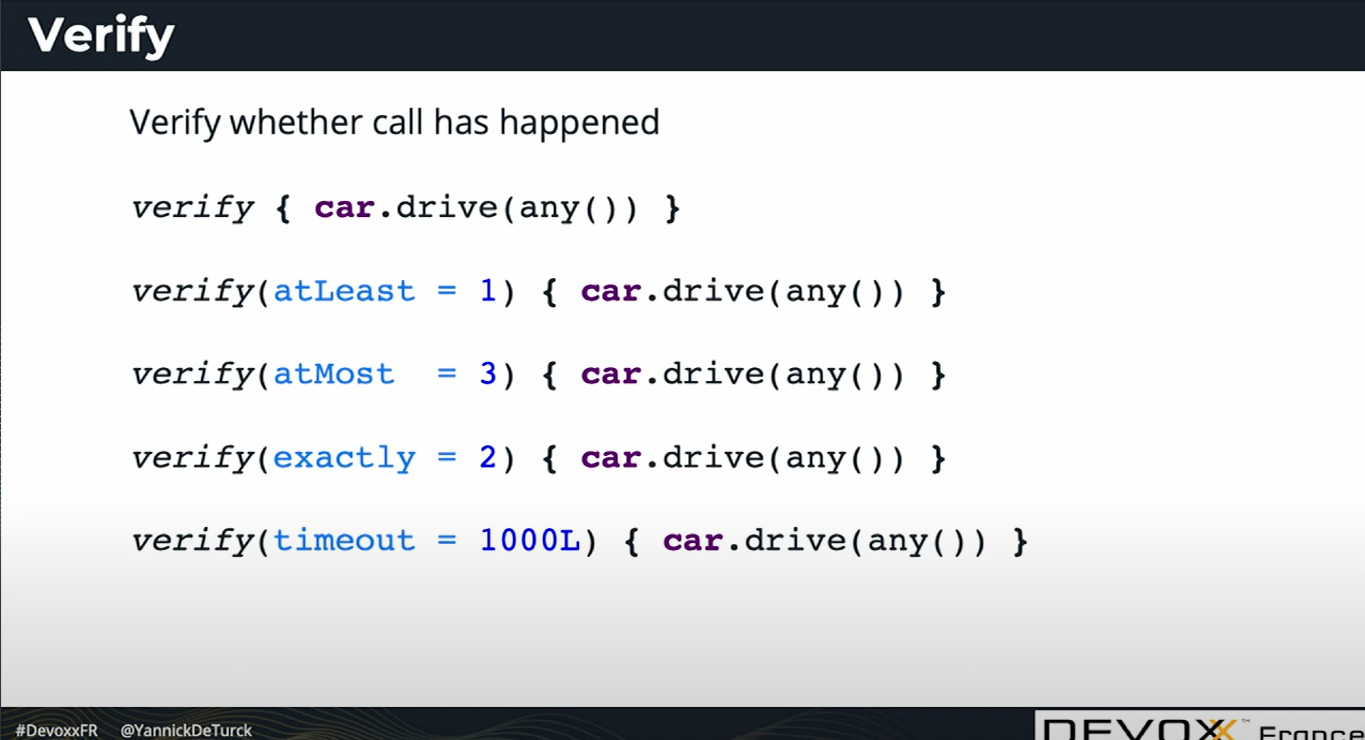 Verify
Verify whether call has happened
verify { car.drive(any()) }
verify(atLeast = 1) { car.drive(any()) }
verify(atMost  = 3) { car.drive(any()) }
verify(exactly = 2) { car.drive(any()) }
verify(timeout = 1000L) { car.drive(any()) }
#DevoxxFR @YannickDeTurck
DEVOXX™ France